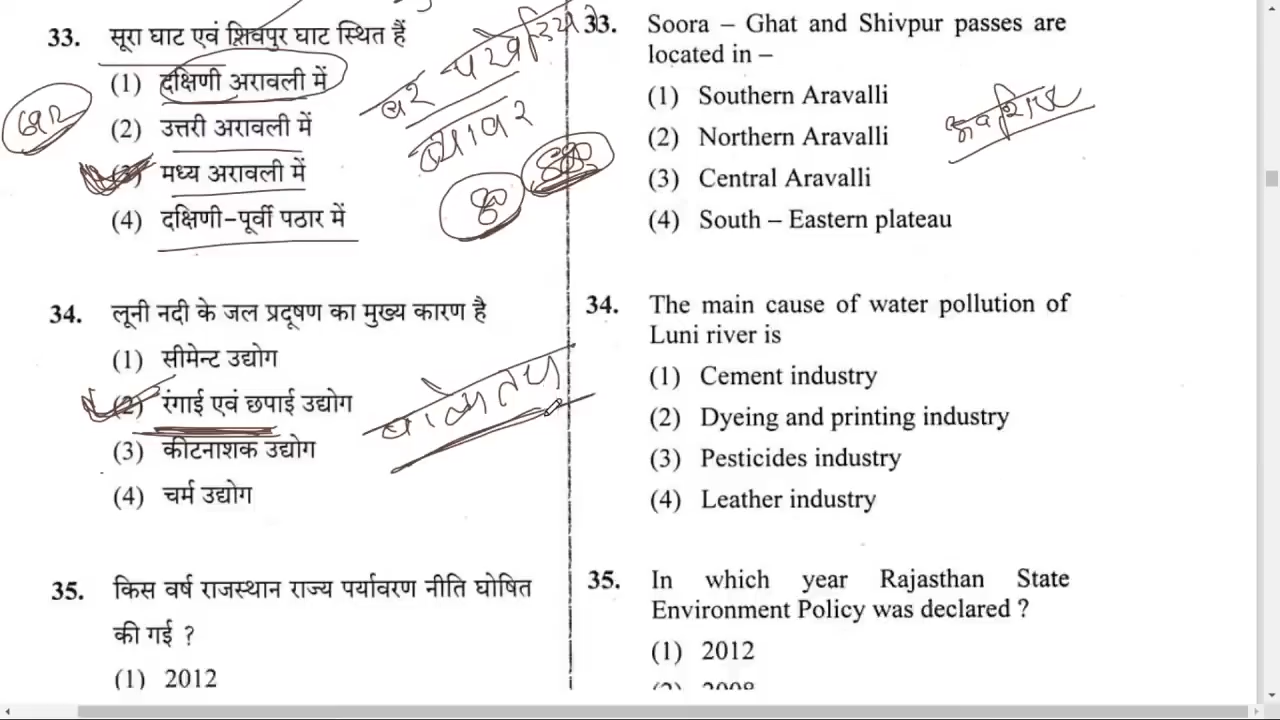 33. सूरा घाट एवं शिवपुर घाट स्थित हैं
(1) दक्षिणी अरावली में
(2) उत्तरी अरावली में
(3) मध्य अरावली में
(4) दक्षिणी-पूर्वी पठार में
बर
ब्यावर
34. लूनी नदी के जल प्रदूषण का मुख्य कारण है
(1) सीमेन्ट उद्योग
(2) रंगाई एवं छपाई उद्योग
(3) कीटनाशक उद्योग
(4) चर्म उद्योग
35. किस वर्ष राजस्थान राज्य पर्यावरण नीति घोषित
की गई ?
(1) 2012
33. Soora – Ghat and Shivpur passes are
located in –
(1) Southern Aravalli
(2) Northern Aravalli
(3) Central Aravalli
(4) South – Eastern plateau
34. The main cause of water pollution of
Luni river is
(1) Cement industry
(2) Dyeing and printing industry
(3) Pesticides industry
(4) Leather industry
35. In which year Rajasthan State
Environment Policy was declared ?
(1) 2012
(2) 2008